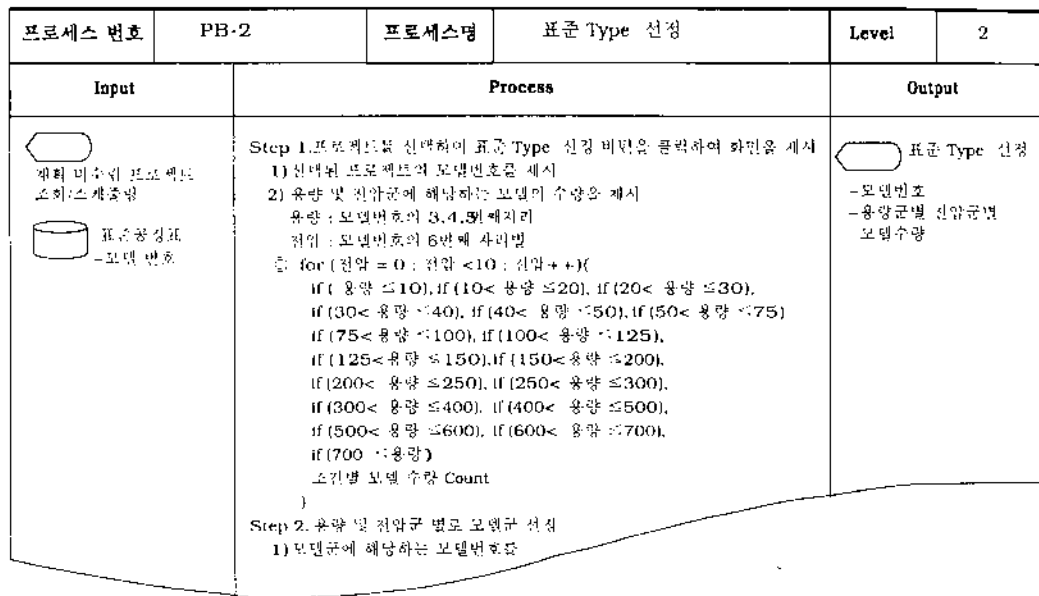 프로세스 번호 PB-2 프로세스명 표준 Type 선정 Level 2
Input Process Output
계획 미수립 프로젝트
조회/스케쥴링
표준공정표
-모델 번호
Step 1.프로젝트를 선택하여 표준 Type 선정 버턴을 클릭하여 화면을 제시
1) 선택된 프로젝트의 모델번호를 제시
2) 용량 및 전압군에 해당하는 모델의 수량을 제시
용량 : 모델번호의 3,4,5번째자리
전압 : 모델번호의 6번째 자리별
for (전압 = 0 ; 전압 <10 ; 전압++){
if ( 용량 ≤10), if (10< 용량 ≤20), if (20< 용량 ≤30),
if (30< 용량 ≤40), if (40< 용량 ≤50), if (50< 용량 ≤75)
if (75< 용량 ≤100), if (100< 용량 ≤125),
if (125< 용량 ≤150),if (150< 용량 ≤200),
if (200< 용량 ≤250), if (250< 용량 ≤300),
if (300< 용량 ≤400), if (400< 용량 ≤500),
if (500< 용량 ≤600), if (600< 용량 ≤700),
if (700 ≤용량)
조건별 모델 수량 Count
}
Step 2. 용량 및 전압군 별로 모델군 선정
1) 모델군에 해당하는 모델번호를
표준 Type 선정
-모델번호
-용량군별 전압군별
모델수량